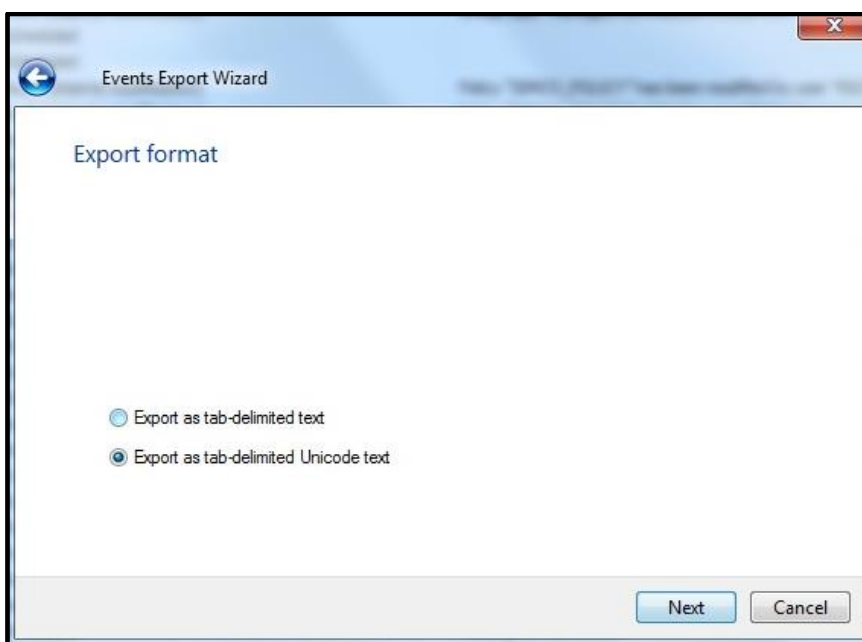 Events Export Wizard
Export format
Export as tab-delimited text
Export as tab-delimited Unicode text
Next
Cancel